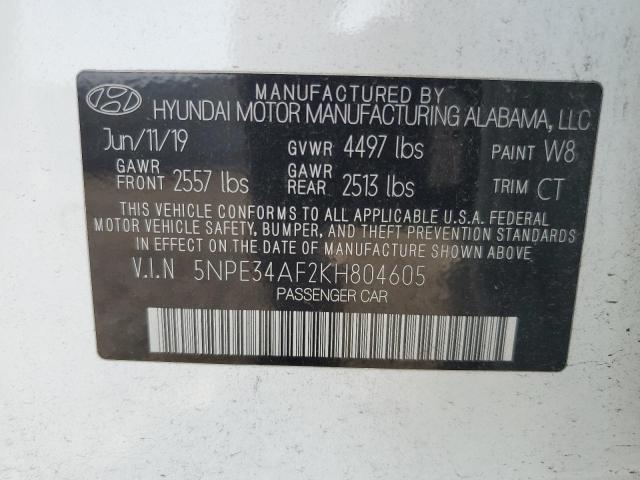 MANUFACTURED BY
HYUNDAI MOTOR MANUFACTURING ALABAMA, LLC
Jun/11/19 GVWR 4497 lbs PAINT W8
GAWR FRONT 2557 lbs GAWR REAR 2513 lbs TRIM CT
THIS VEHICLE CONFORMS TO ALL APPLICABLE U.S.A. FEDERAL
MOTOR VEHICLE SAFETY, BUMPER, AND THEFT PREVENTION STANDARDS
IN EFFECT ON THE DATE OF MANUFACTURE SHOWN ABOVE.
V.I.N 5NPE34AF2KH804605
PASSENGER CAR